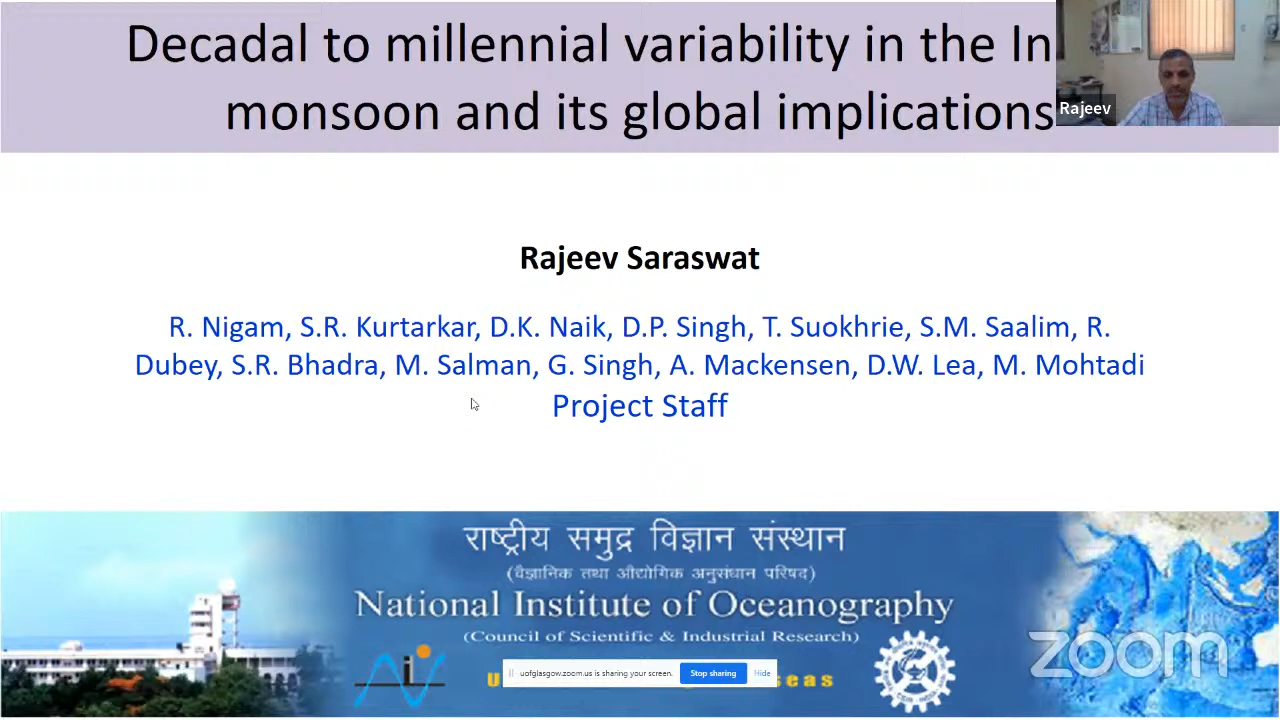 Decadal to millennial variability in the In
monsoon and its global implications
Rajeev
Rajeev Saraswat
R. Nigam, S.R. Kurtarkar, D.K. Naik, D.P. Singh, T. Suokhrie, S.M. Saalim, R.
Dubey, S.R. Bhadra, M. Salman, G. Singh, A. Mackensen, D.W. Lea, M. Mohtadi
Project Staff
राष्ट्रीय समुद्र विज्ञान संस्थान
(वैज्ञानिक तथा औद्योगिक अनुसंधान परिषद)
National Institute of Oceanography
(Council of Scientific & Industrial Research)
uofglasgow.zoom.us is sharing your screen. Stop sharing Hide
eas
zoom